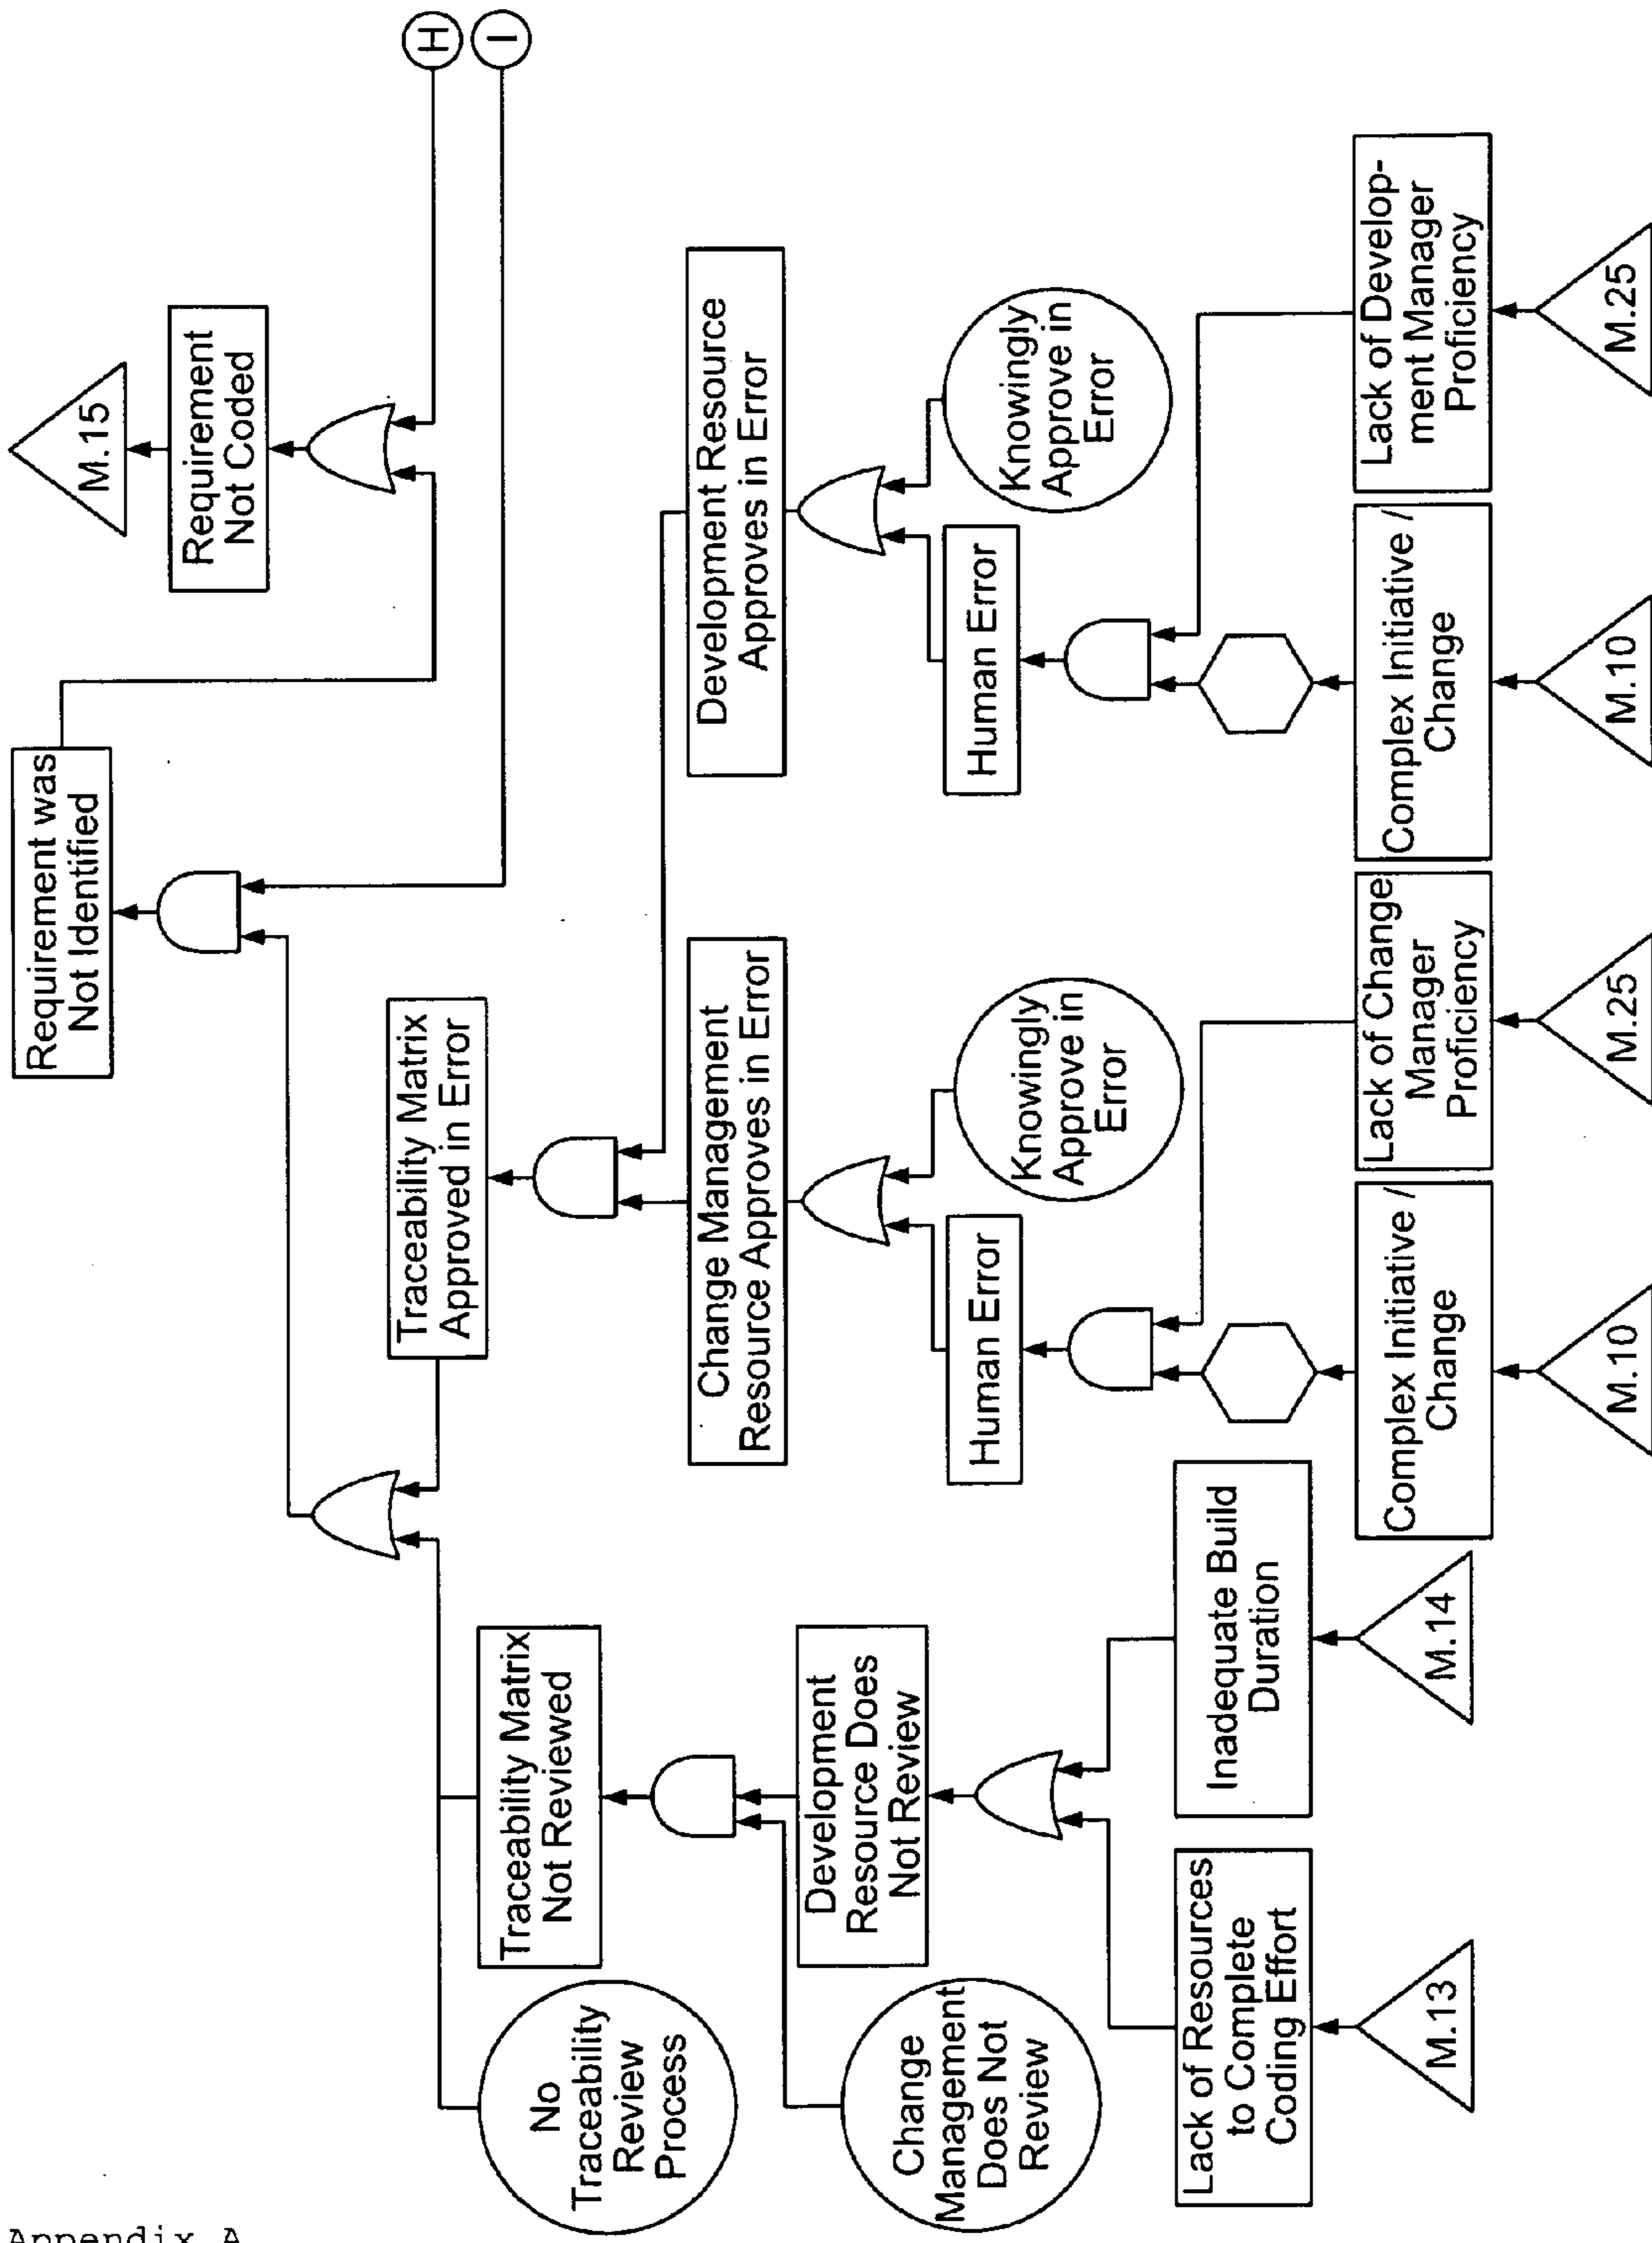 M.15
Requirement
Not Coded
H
I
Requirement was
Not Identified
Traceability Matrix
Approved in Error
No
Traceability
Review
Process
Traceability Matrix
Not Reviewed
Change Management
Resource Approves in Error
Development Resource
Approves in Error
Change
Management
Does Not
Review
Development
Resource Does
Not Review
Human Error
Knowingly
Approve in
Error
Human Error
Knowingly
Approve in
Error
Lack of Resources
to Complete
Coding Effort
Inadequate Build
Duration
Complex Initiative /
Change
Lack of Change
Manager
Proficiency
Complex Initiative /
Change
Lack of Develop-
ment Manager
Proficiency
M.13
M.14
M.10
M.25
M.10
M.25
Appendix A